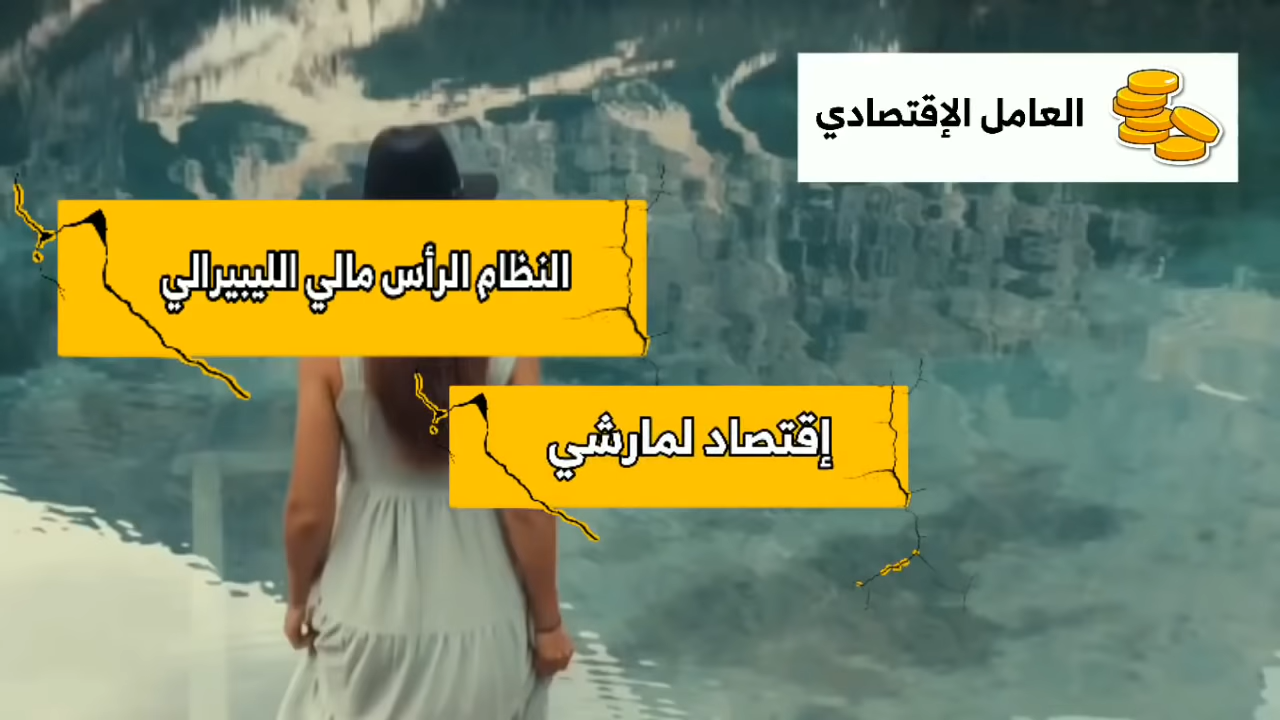 العامل الإقتصادي
النظام الرأس مالي الليبيرالي
إقتصاد لمارشي